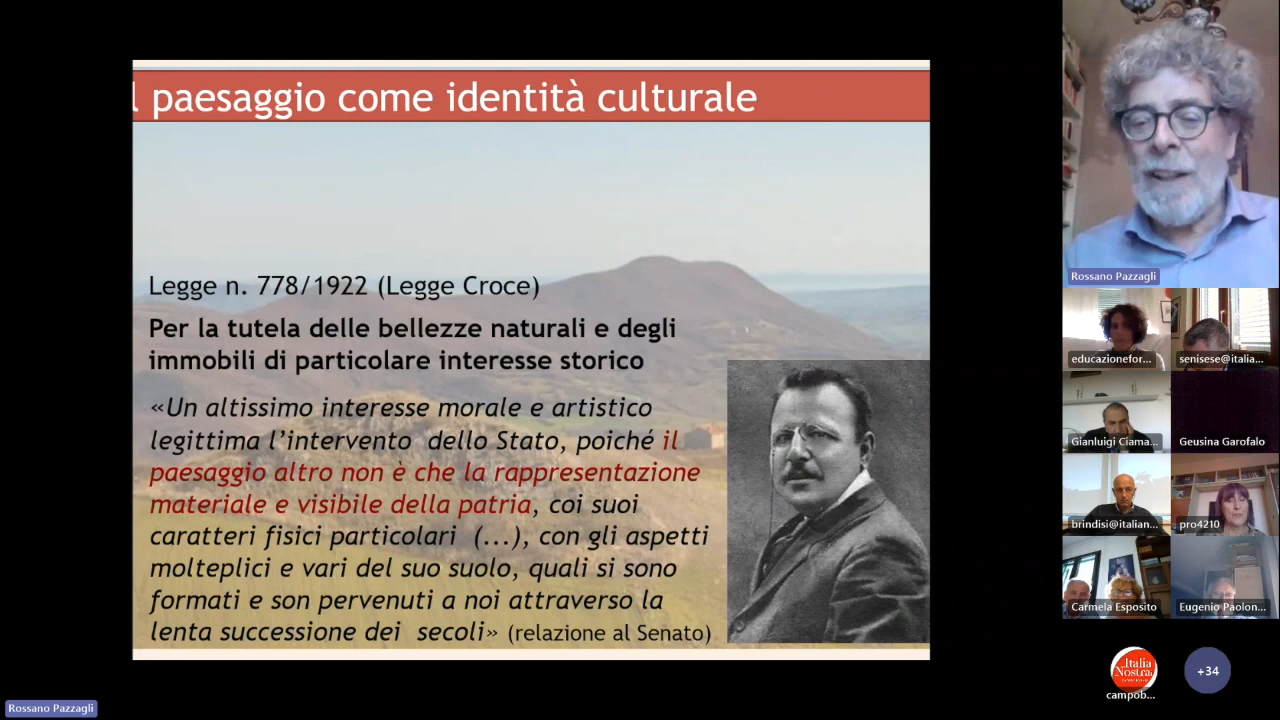 l paesaggio come identità culturale
Legge n. 778/1922 (Legge Croce)
Per la tutela delle bellezze naturali e degli
immobili di particolare interesse storico
«Un altissimo interesse morale e artistico
legittima l'intervento dello Stato, poiché il
paesaggio altro non è che la rappresentazione
materiale e visibile della patria, coi suoi
caratteri fisici particolari (...), con gli aspetti
molteplici e vari del suo suolo, quali si sono
formati e son pervenuti a noi attraverso la
lenta successione dei secoli» (relazione al Senato)
Rossano Pazzagli
educazionefor...
senisese@italia...
Gianluigi Ciama...
Geusina Garofalo
brindisi@italian...
pro4210
Carmela Esposito
Eugenio Paolon...
Italia
Nostra
campob...
+34
Rossano Pazzagli